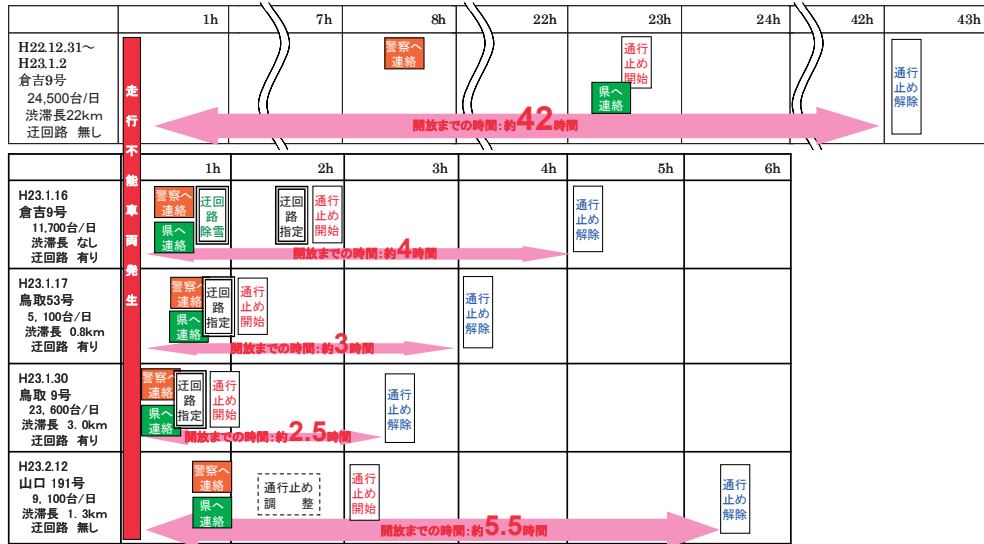 1h 7h 8h 22h 23h 24h 42h 43h
H22.12.31～
H23.1.2
倉吉9号
24,500台/日
渋滞長22km
迂回路 無し
走行不能車両発生
警察へ
連絡
通行
止め
開始
県へ
連絡
通行
止め
解除
開放までの時間:約42時間
1h 2h 3h 4h 5h 6h
H23.1.16
倉吉9号
11,700台/日
渋滞長 なし
迂回路 有り
警察へ
連絡
県へ
連絡
迂回
路
除雪
迂回
路
指定
通行
止め
開始
通行
止め
解除
開放までの時間:約4時間
H23.1.17
鳥取53号
5, 100台/日
渋滞長 0.8km
迂回路 有り
警察へ
連絡
県へ
連絡
迂回
路
指定
通行
止め
開始
通行
止め
解除
開放までの時間:約3時間
H23.1.30
鳥取 9号
23, 600台/日
渋滞長 3.0km
迂回路 有り
警察へ
連絡
県へ
連絡
迂回
路
指定
通行
止め
開始
通行
止め
解除
開放までの時間:約2.5時間
H23.2.12
山口 191号
9, 100台/日
渋滞長 1. 3km
迂回路 無し
警察へ
連絡
県へ
連絡
通行止め
調 整
通行
止め
開始
通行
止め
解除
開放までの時間:約5.5時間